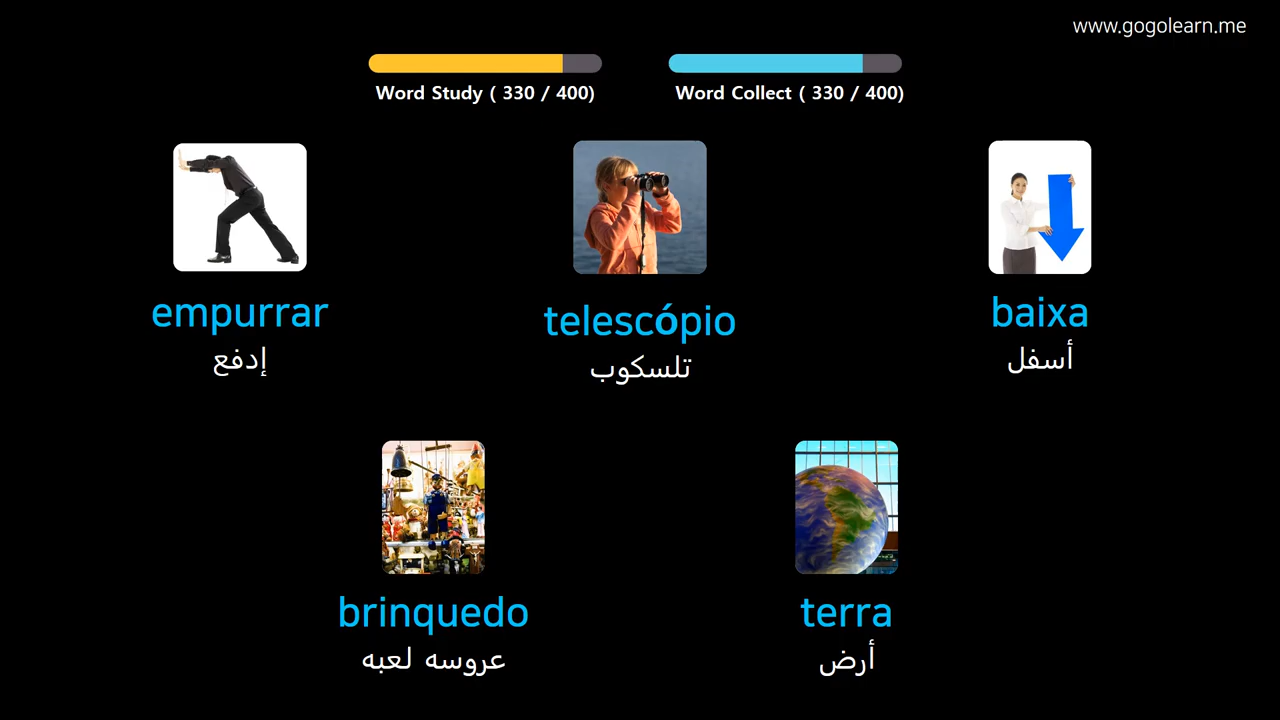 www.gogolearn.me
Word Study ( 330 / 400)
Word Collect ( 330 / 400)
empurrar
إدفع
telescópio
تلسكوب
baixa
أسفل
brinquedo
عروسه لعبه
terra
أرض